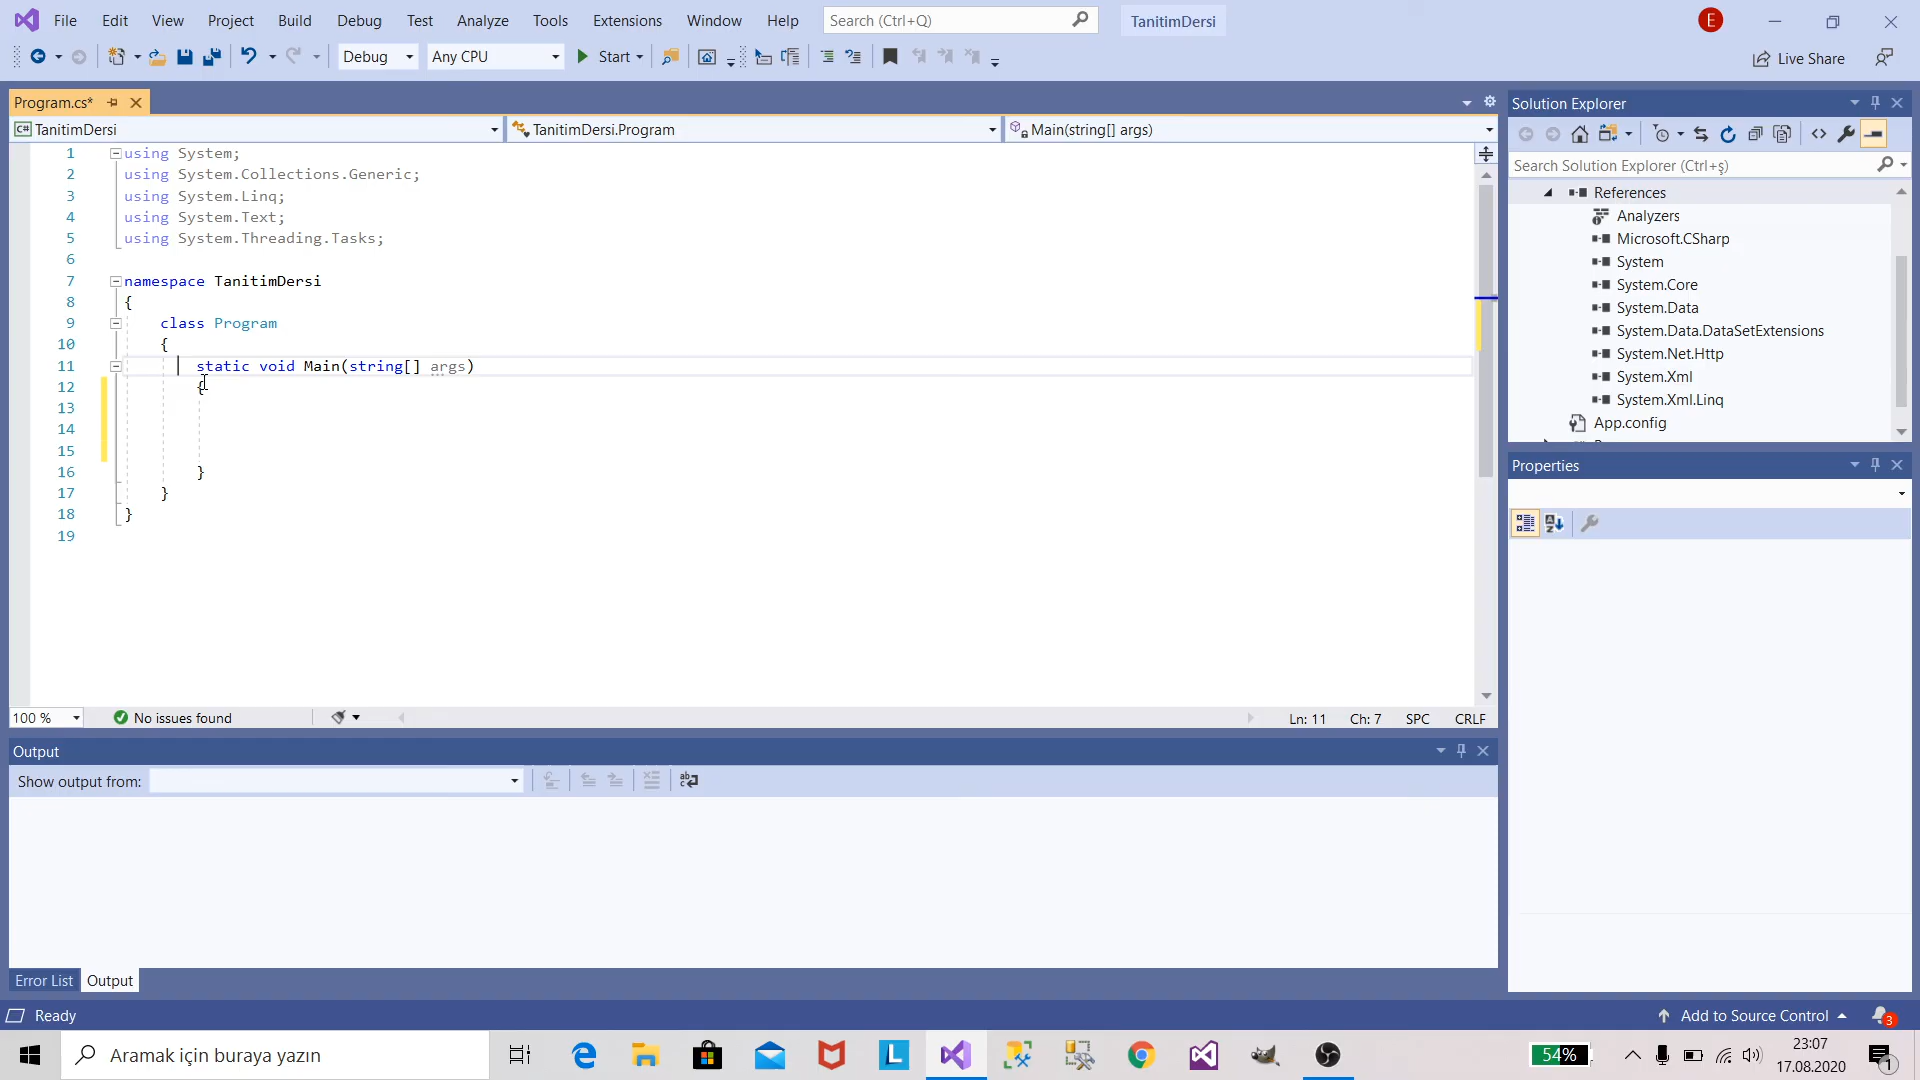 File Edit View Project Build Debug Test Analyze Tools Extensions Window Help Search (Ctrl+Q) TanitimDersi E
Debug Any CPU Start Live Share
Program.cs*
TanitimDersi TanitimDersi.Program Main(string[] args)
1 using System;
2 using System.Collections.Generic;
3 using System.Linq;
4 using System.Text;
5 using System.Threading.Tasks;
6
7 namespace TanitimDersi
8 {
9 class Program
10 {
11 static void Main(string[] args)
12 {
13
14
15
16 }
17 }
18 }
19
100 % No issues found Ln: 11 Ch: 7 SPC CRLF
Output
Show output from:
Error List Output
Solution Explorer
Search Solution Explorer (Ctrl+ş)
References
Analyzers
Microsoft.CSharp
System
System.Core
System.Data
System.Data.DataSetExtensions
System.Net.Http
System.Xml
System.Xml.Linq
App.config
Properties
Ready Add to Source Control 3
Aramak için buraya yazın 54% 23:07
17.08.2020 1